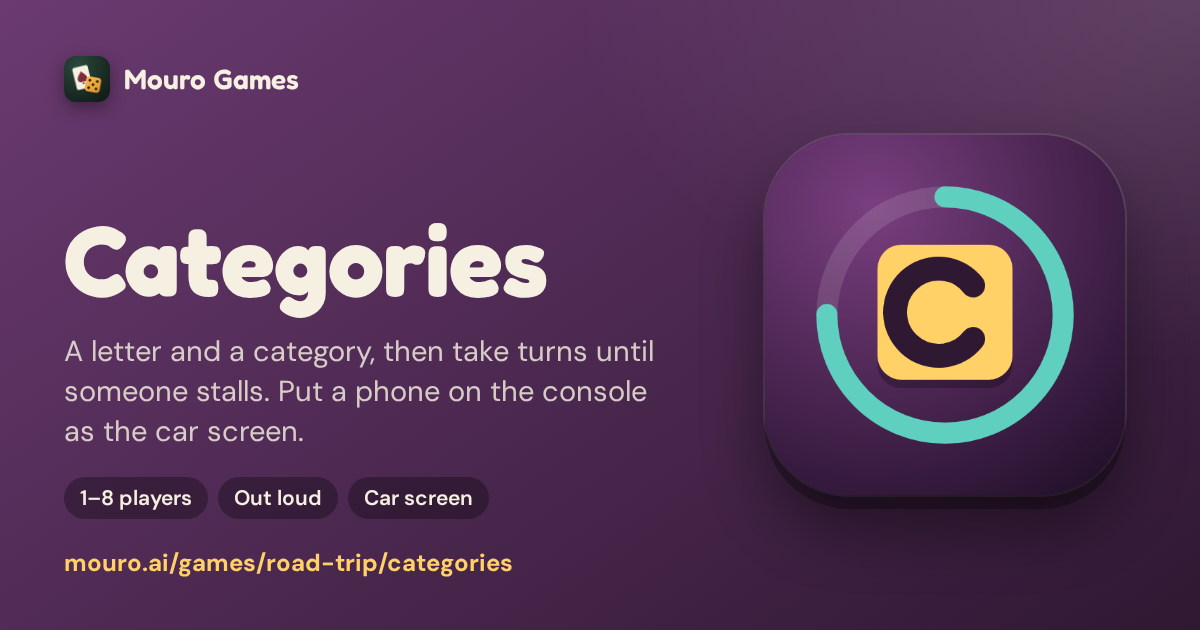 Mouro Games
Categories
A letter and a category, then take turns until
someone stalls. Put a phone on the console
as the car screen.
1–8 players
Out loud
Car screen
mouro.ai/games/road-trip/categories
C